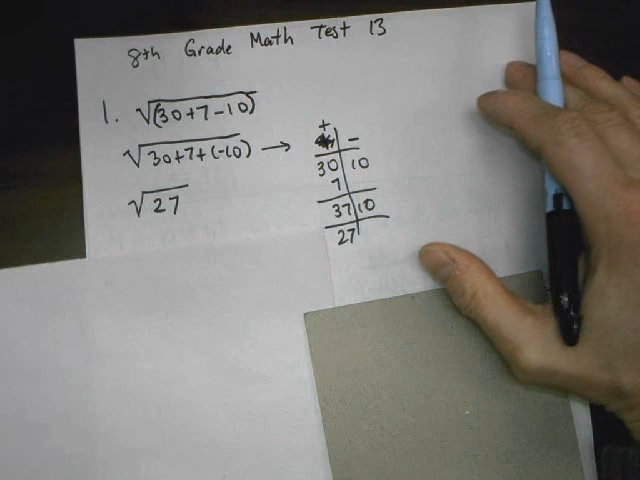 8th Grade Math Test 13
1. √(30+7-10)
√30+7+(-10) →
√27
+ | -
30 | 10
7 |
37 | 10
27 |